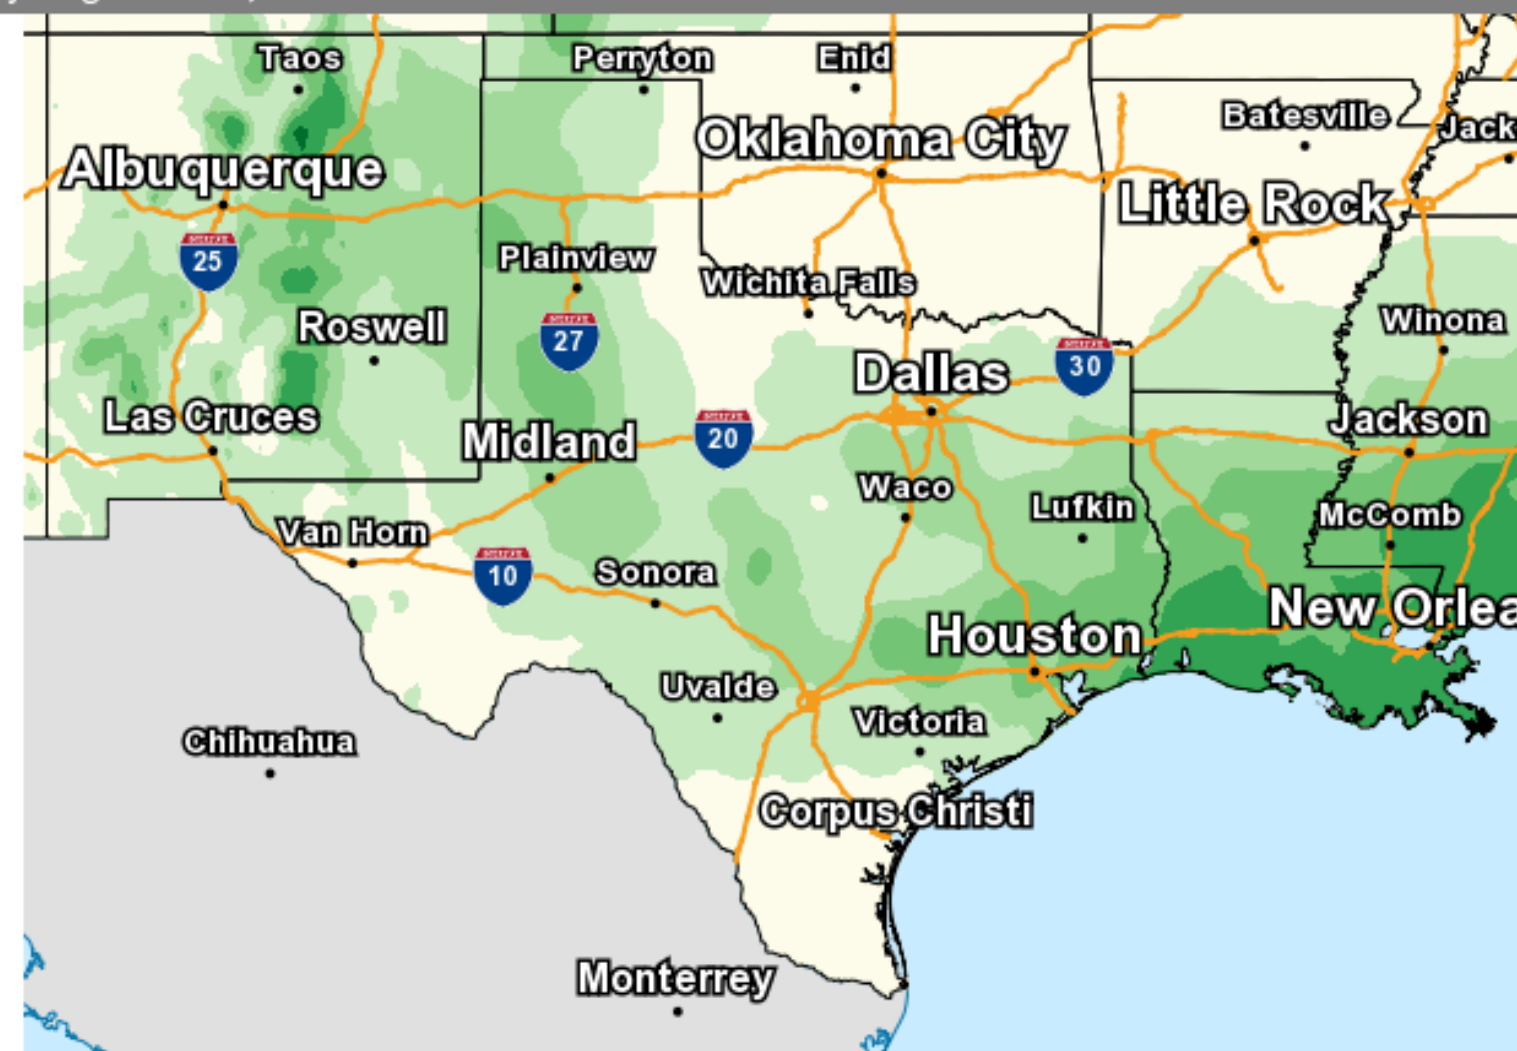 Taos
Perryton
Enid
Batesville
Jack
Oklahoma City
Albuquerque
Little Rock
25
Plainview
Wichita Falls
Roswell
27
Winona
30
Dallas
Las Cruces
Midland
20
Jackson
Waco
Lufkin
McComb
Van Horn
10
Sonora
New Orlea
Houston
Uvalde
Victoria
Chihuahua
Corpus Christi
Monterrey